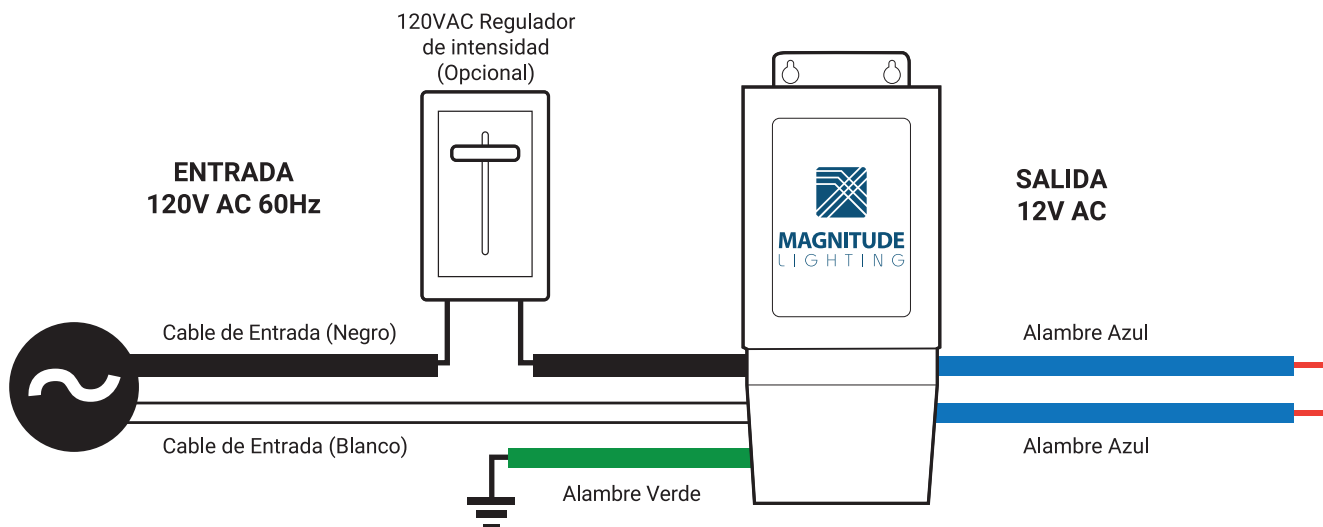 120VAC Regulador
de intensidad
(Opcional)
ENTRADA
120V AC 60Hz
MAGNITUDE
LIGHTING
SALIDA
12V AC
Cable de Entrada (Negro)
Alambre Azul
Cable de Entrada (Blanco)
Alambre Azul
Alambre Verde